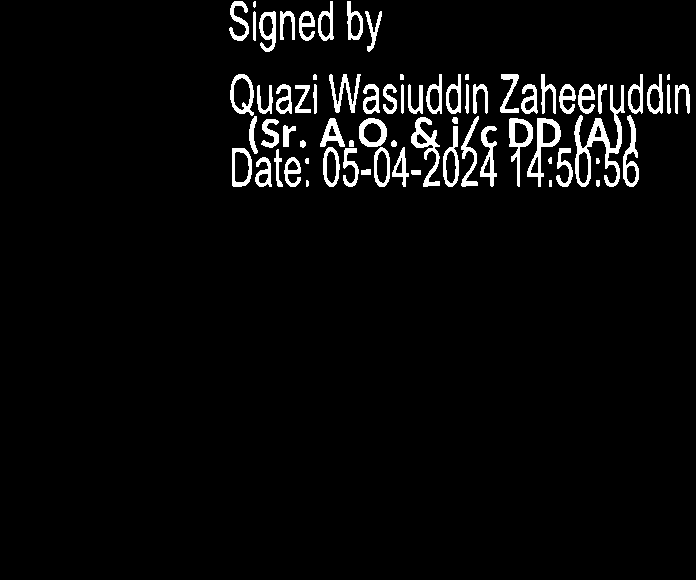 Signed by
Quazi Wasiuddin Zaheeruddin
(Sr. A.O. & i/c DD (A))
Date: 05-04-2024 14:50:56